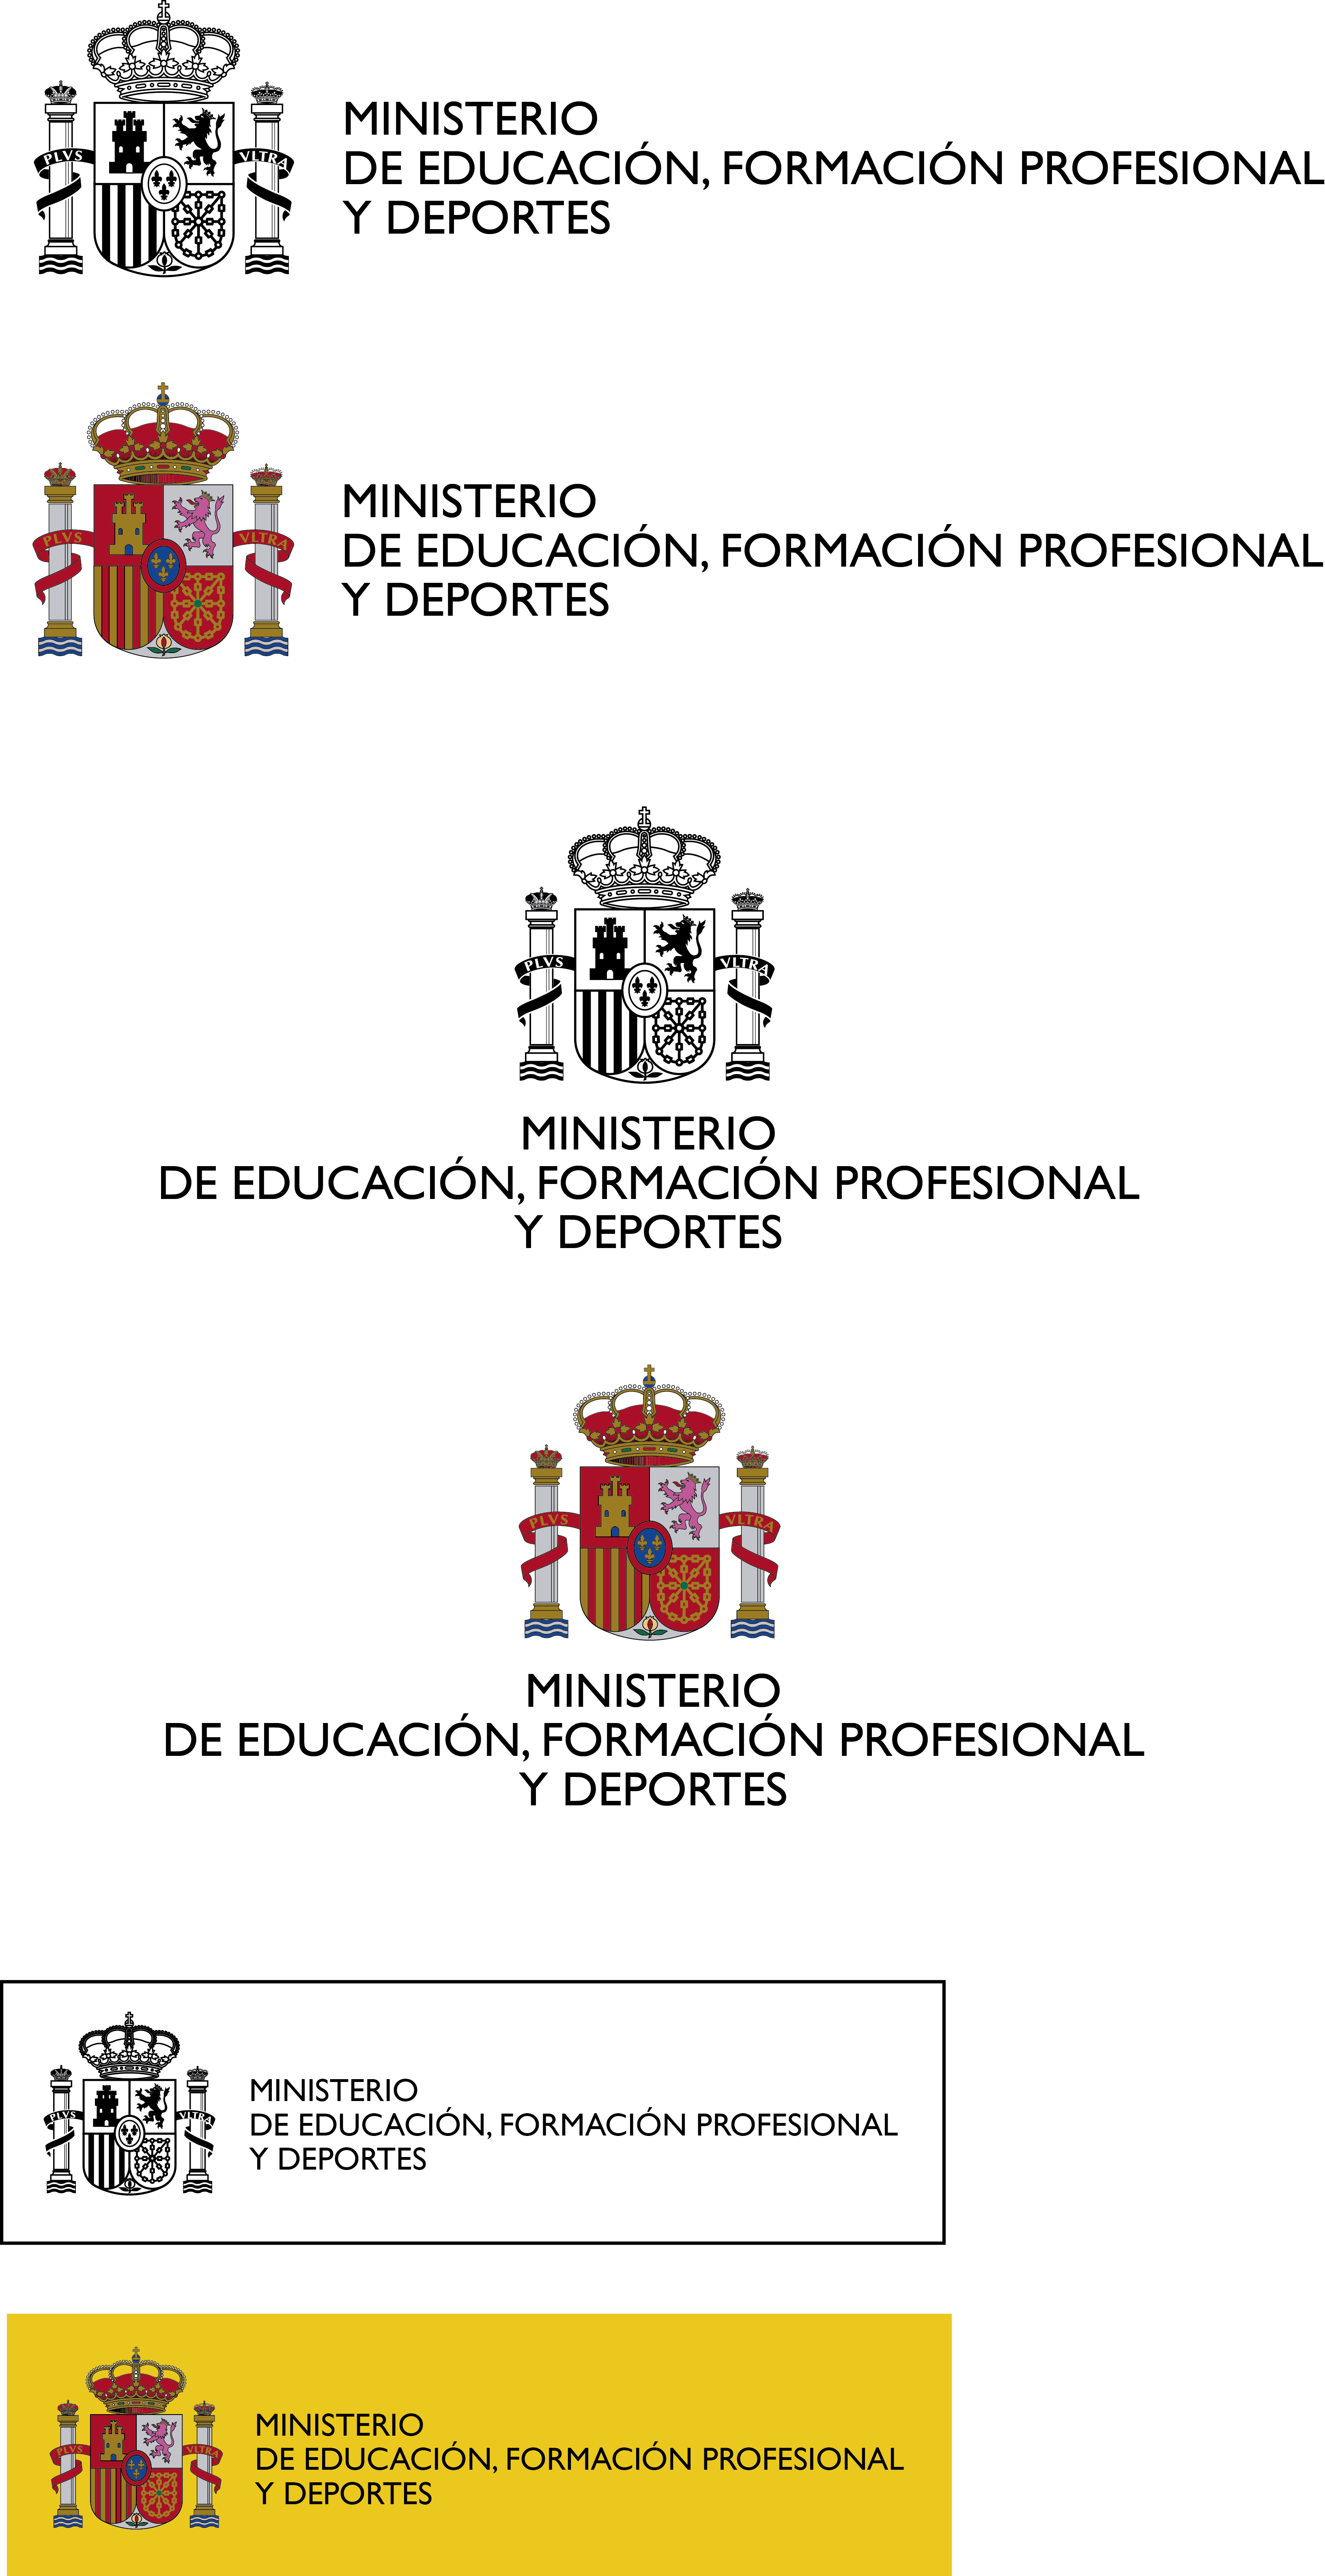 PLVS VLTRA
MINISTERIO
DE EDUCACIÓN, FORMACIÓN PROFESIONAL
Y DEPORTES
PLVS VLTRA
MINISTERIO
DE EDUCACIÓN, FORMACIÓN PROFESIONAL
Y DEPORTES
PLVS VLTRA
MINISTERIO
DE EDUCACIÓN, FORMACIÓN PROFESIONAL
Y DEPORTES
PLVS VLTRA
MINISTERIO
DE EDUCACIÓN, FORMACIÓN PROFESIONAL
Y DEPORTES
PLVS VLTRA
MINISTERIO
DE EDUCACIÓN, FORMACIÓN PROFESIONAL
Y DEPORTES
PLVS VLTRA
MINISTERIO
DE EDUCACIÓN, FORMACIÓN PROFESIONAL
Y DEPORTES